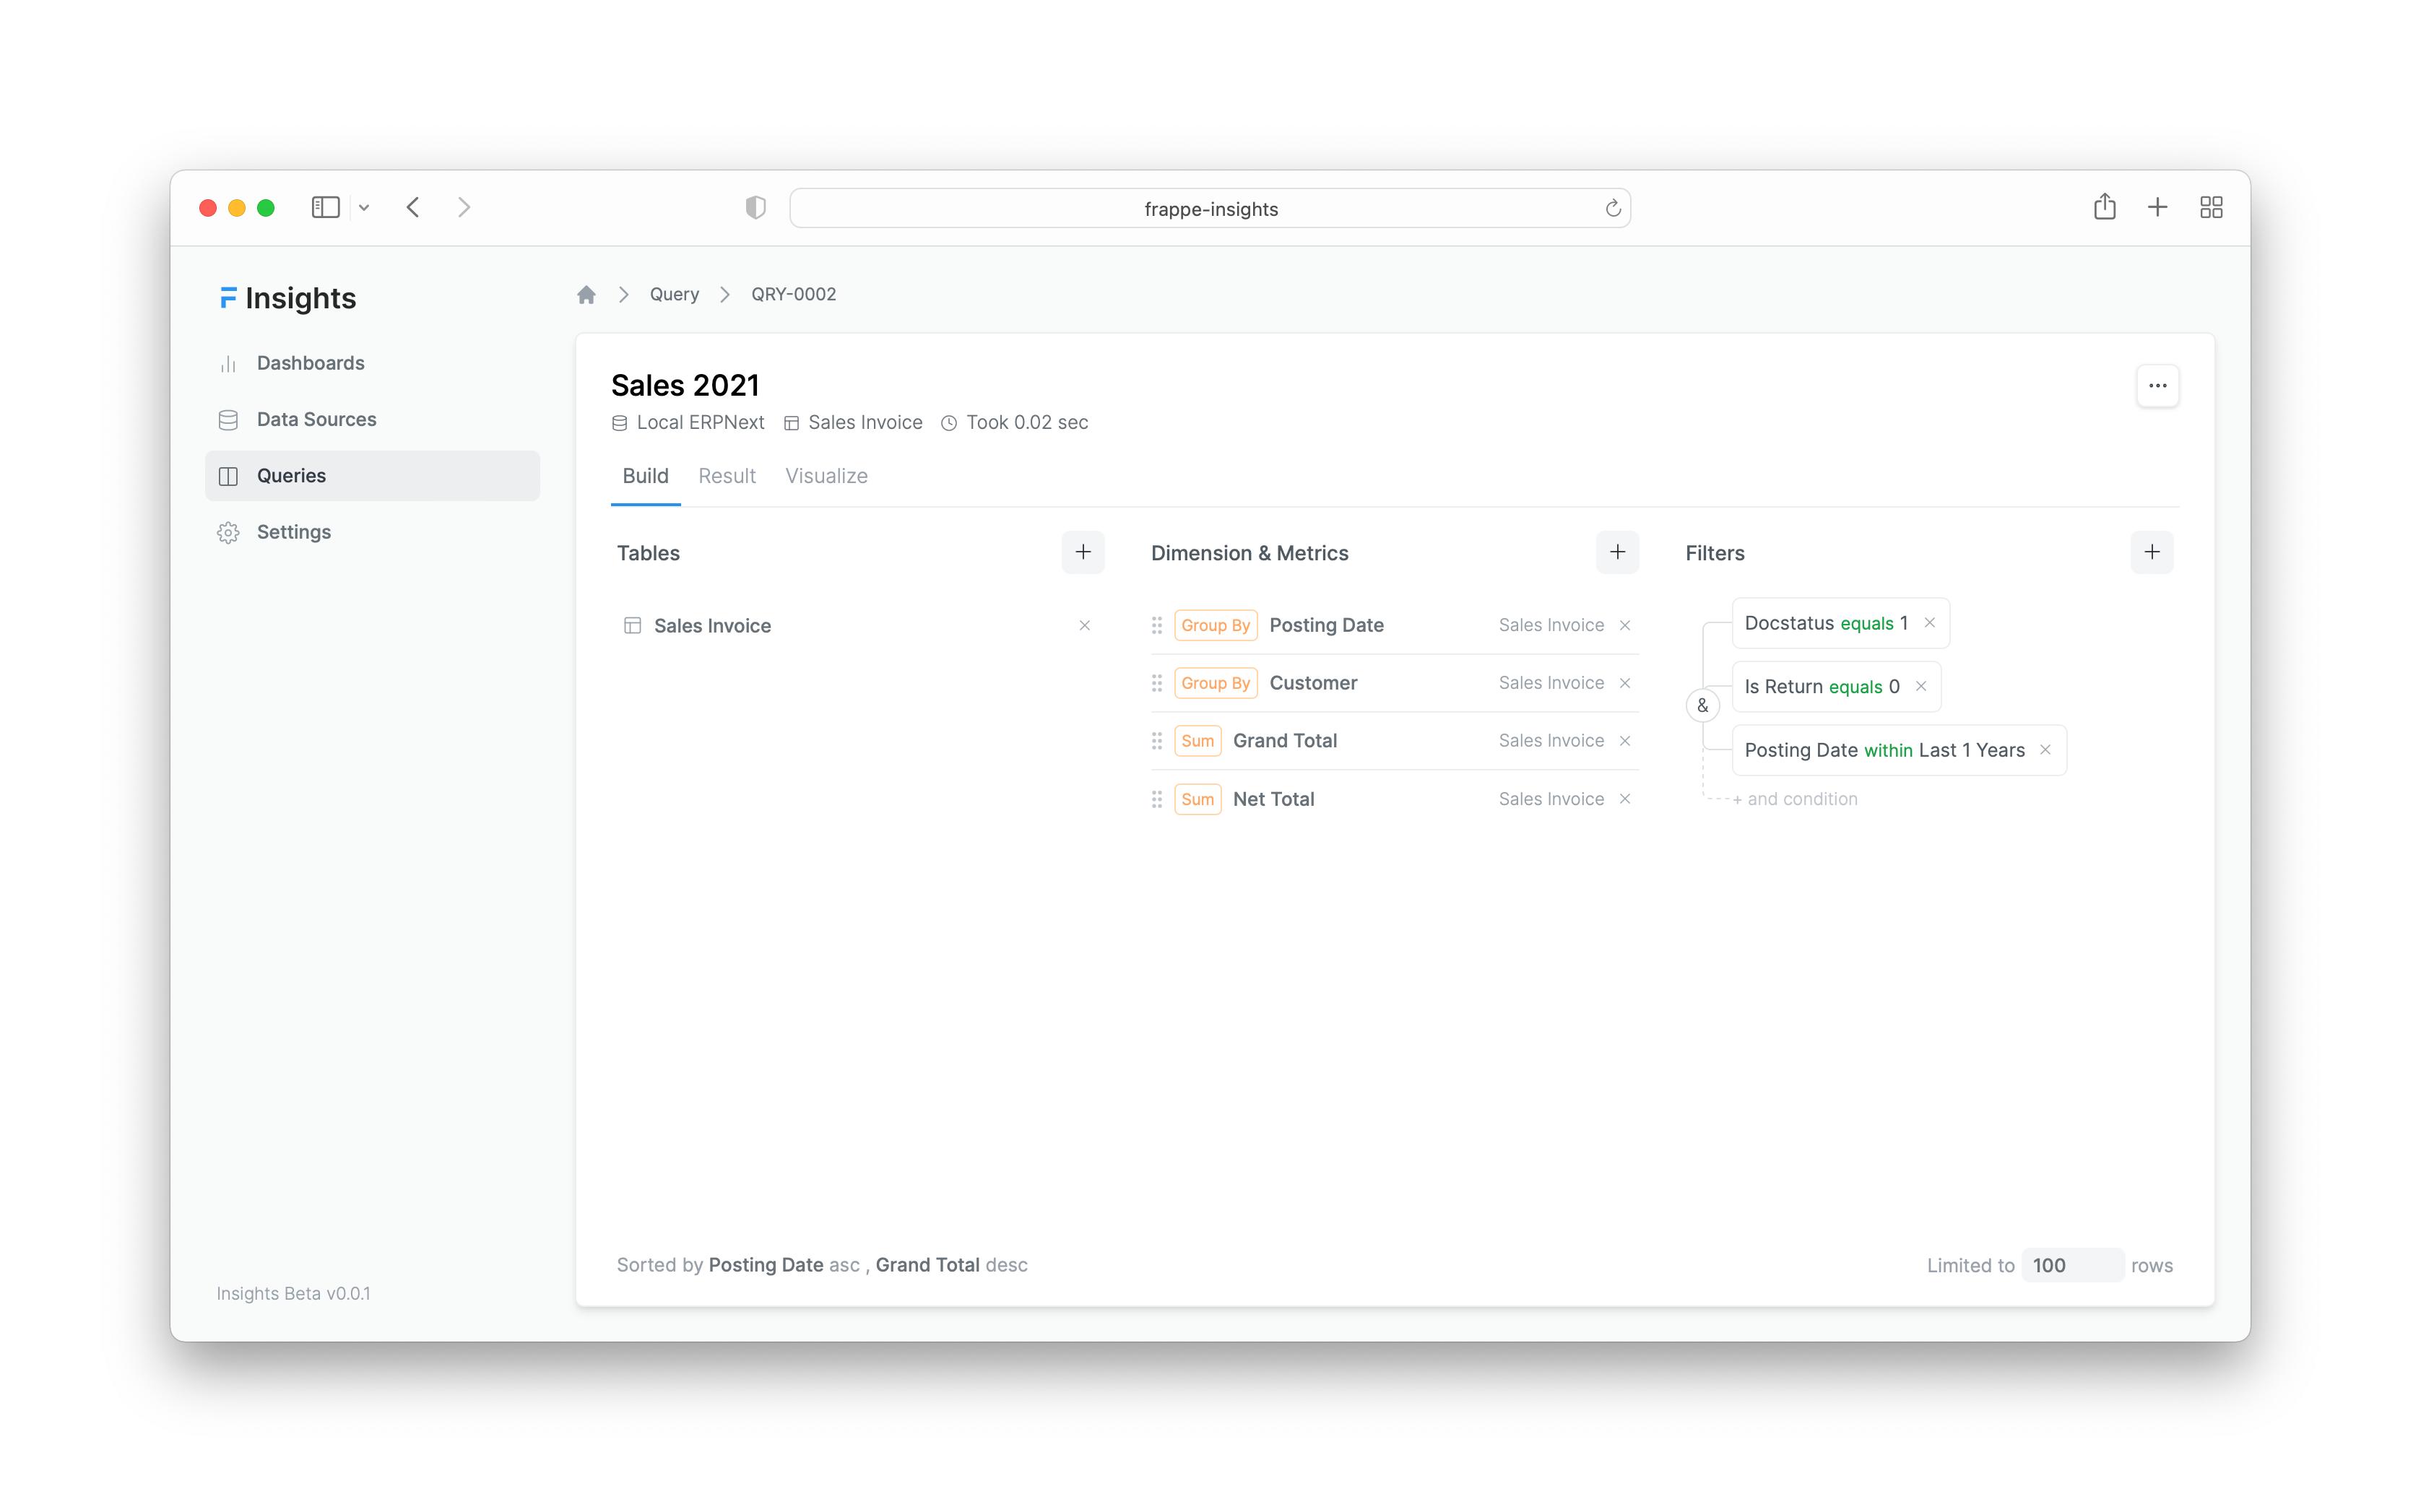 frappe-insights
Insights
Dashboards
Data Sources
Queries
Settings
Insights Beta v0.0.1
Query
QRY-0002
Sales 2021
Local ERPNext Sales Invoice Took 0.02 sec
Build Result Visualize
Tables
Sales Invoice
Dimension & Metrics
Group By Posting Date Sales Invoice
Group By Customer Sales Invoice
Sum Grand Total Sales Invoice
Sum Net Total Sales Invoice
Filters
Docstatus equals 1
Is Return equals 0
&
Posting Date within Last 1 Years
+ and condition
Sorted by Posting Date asc , Grand Total desc
Limited to 100 rows